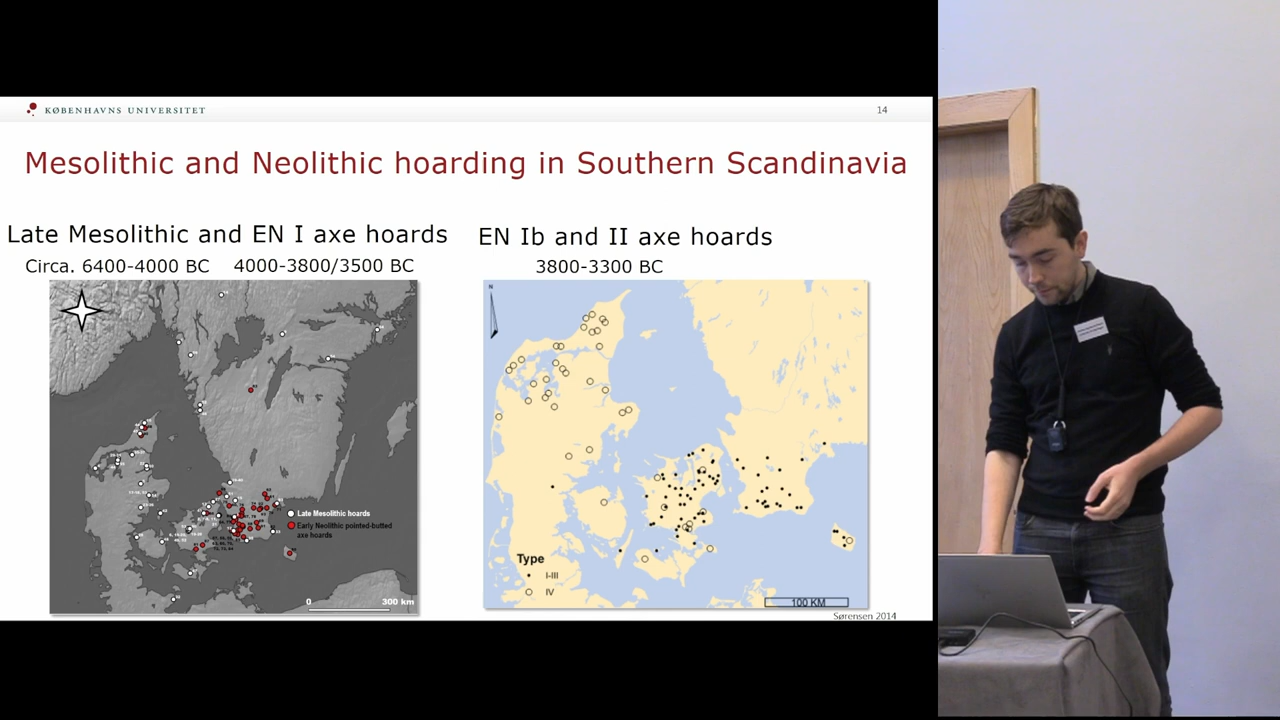 KØBENHAVNS UNIVERSITET
14
Mesolithic and Neolithic hoarding in Southern Scandinavia
Late Mesolithic and EN I axe hoards
Circa. 6400-4000 BC 4000-3800/3500 BC
EN Ib and II axe hoards
3800-3300 BC
Late Mesolithic hoards
Early Neolithic pointed-butted
axe hoards
0 300 km
N
Type
I-III
IV
100 KM
Sørensen 2014